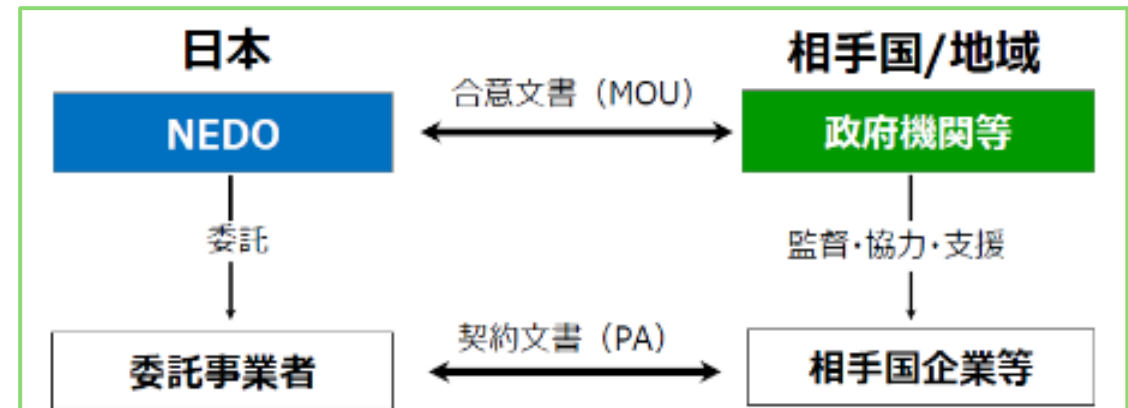 日本
相手国/地域
合意文書（MOU）
NEDO
政府機関等
委託
監督・協力・支援
契約文書（PA）
委託事業者
相手国企業等